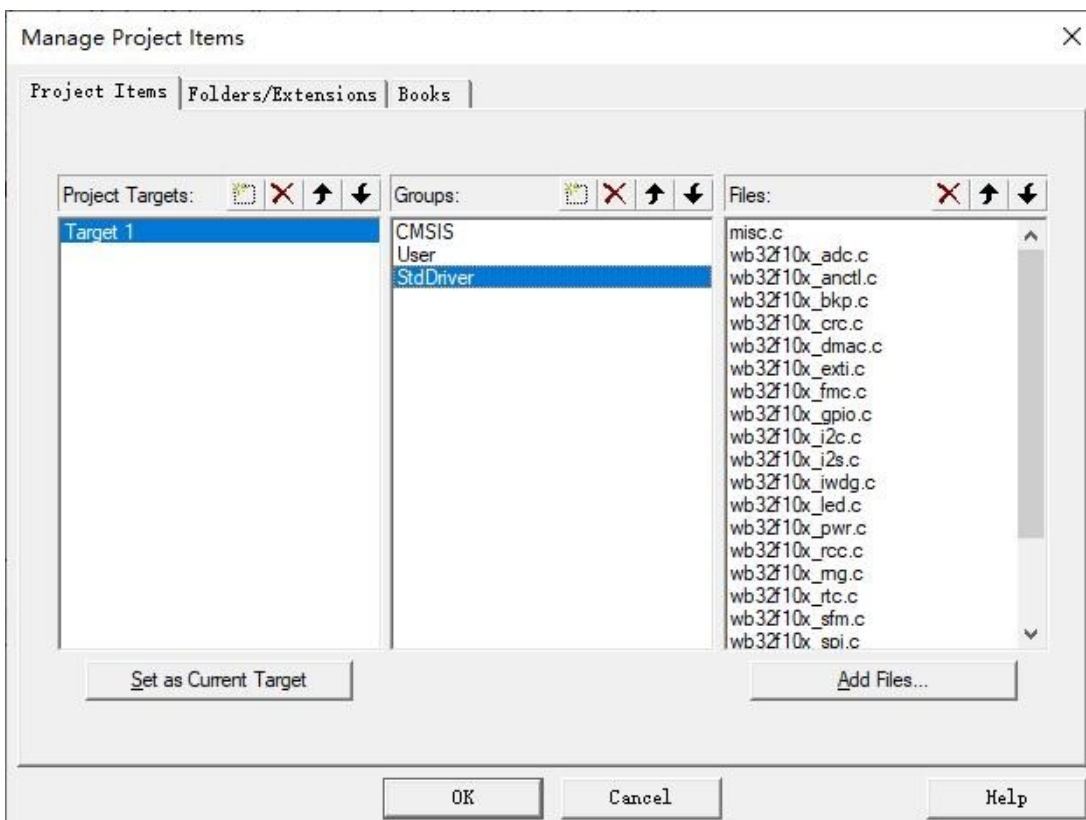 Manage Project Items
Project Items
Folders/Extensions
Books
Project Targets:
Target 1
Set as Current Target
Groups:
CMSIS
User
StdDriver
Files:
misc.c
wb32f10x_adc.c
wb32f10x_anctl.c
wb32f10x_bkp.c
wb32f10x_crc.c
wb32f10x_dmac.c
wb32f10x_exti.c
wb32f10x_fmc.c
wb32f10x_gpio.c
wb32f10x_i2c.c
wb32f10x_i2s.c
wb32f10x_iwdg.c
wb32f10x_led.c
wb32f10x_pwr.c
wb32f10x_rcc.c
wb32f10x_rng.c
wb32f10x_rtc.c
wb32f10x_sfm.c
wb32f10x_spi.c
Add Files...
OK
Cancel
Help